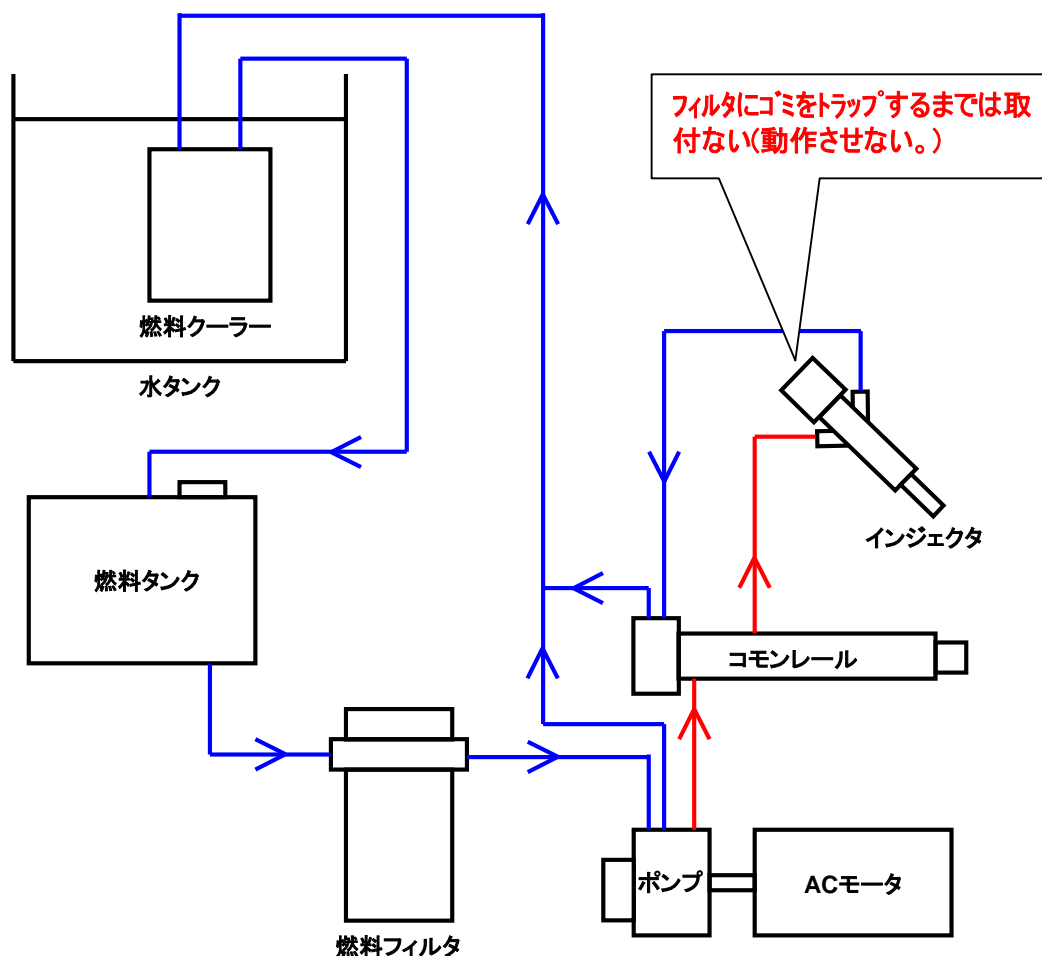 フィルタにゴミをトラップするまでは取
付ない(動作させない。)
燃料クーラー
水タンク
インジェクタ
燃料タンク
コモンレール
ポンプ
ACモータ
燃料フィルタ